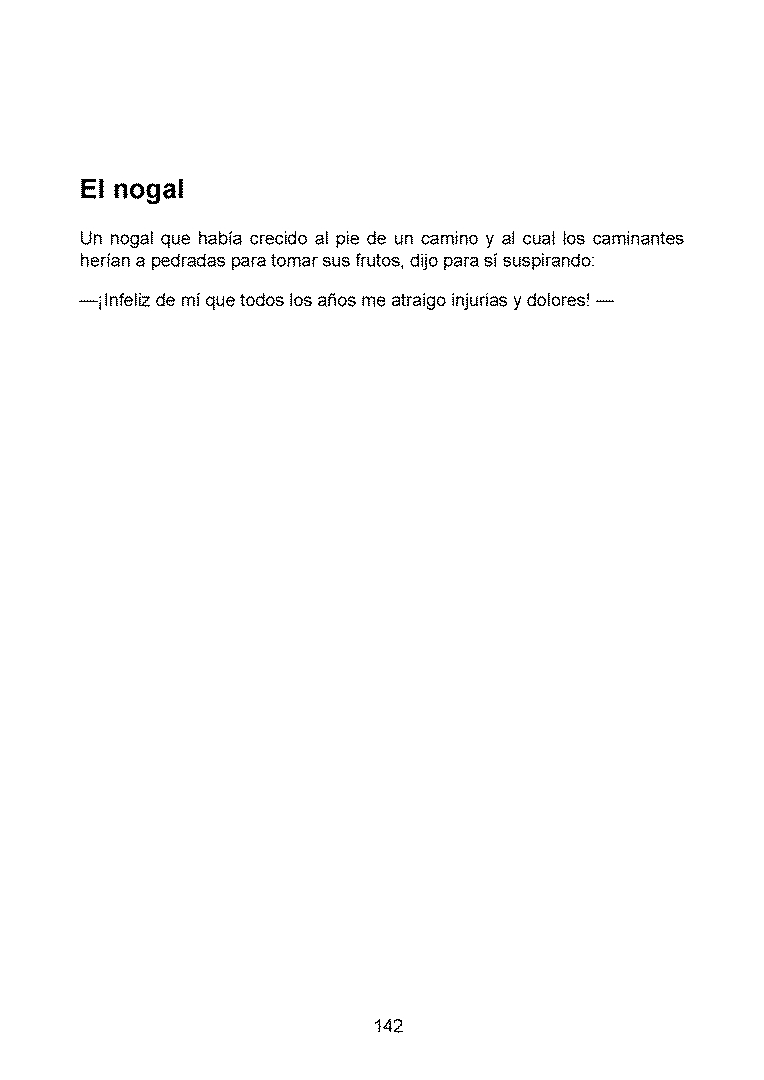 El nogal
Un nogal que había crecido al pie de un camino y al cual los caminantes
herían a pedradas para tomar sus frutos, dijo para sí suspirando:
—¡Infeliz de mí que todos los años me atraigo injurias y dolores! —
142